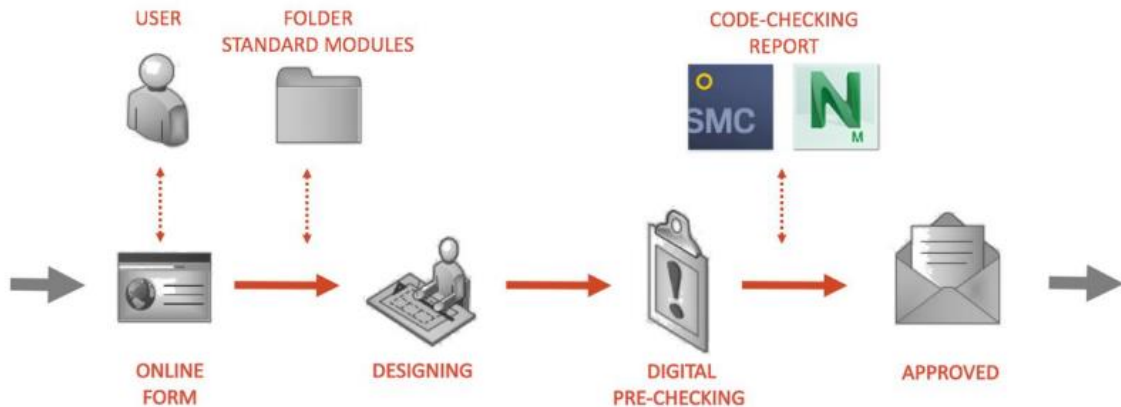 USER
FOLDER
STANDARD MODULES
CODE-CHECKING
REPORT
SMC
N
M
ONLINE
FORM
DESIGNING
DIGITAL
PRE-CHECKING
APPROVED